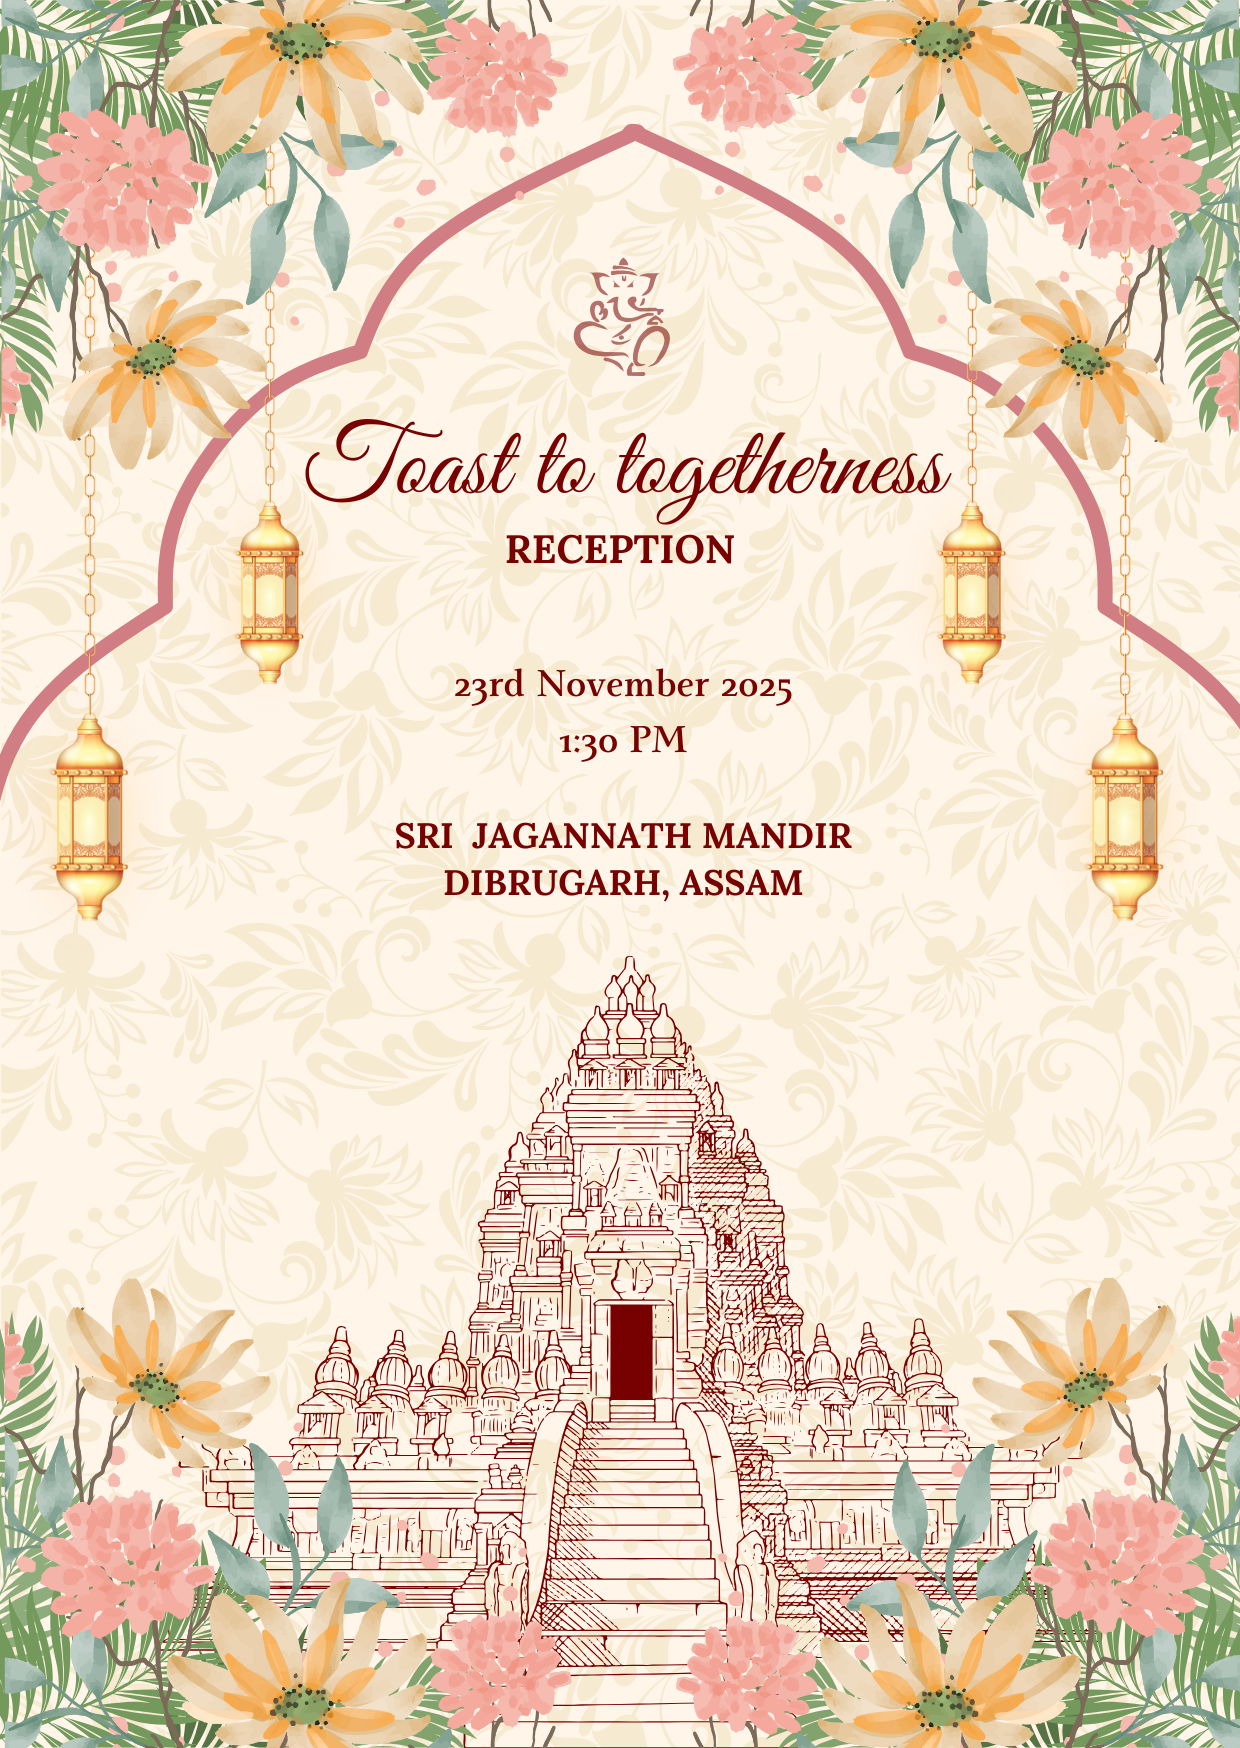 Toast to togetherness
RECEPTION
23rd November 2025
1:30 PM
SRI JAGANNATH MANDIR
DIBRUGARH, ASSAM